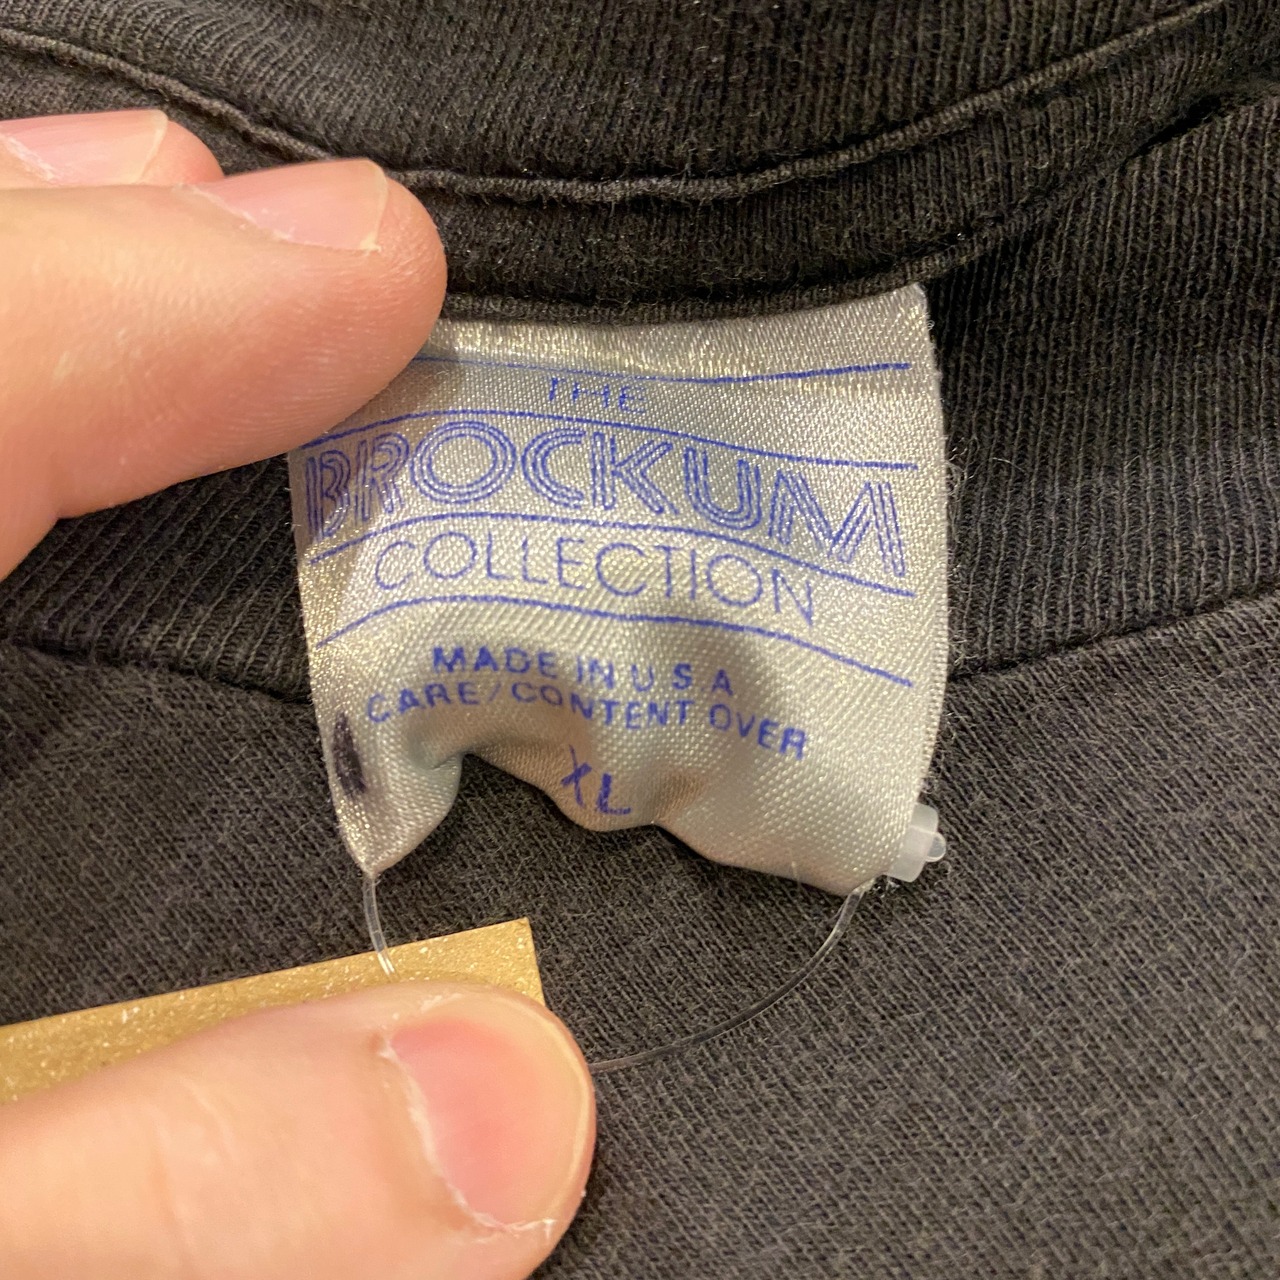 THE
BROCKUM
COLLECTION
MADE IN U.S.A
CARE/CONTENT OVER
XL